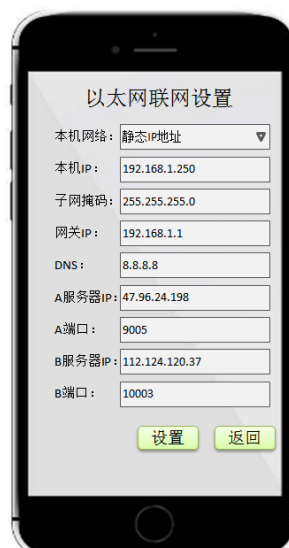 以太网联网设置
本机网络： 静态IP地址
本机IP： 192.168.1.250
子网掩码： 255.255.255.0
网关IP： 192.168.1.1
DNS： 8.8.8.8
A服务器IP： 47.96.24.198
A端口： 9005
B服务器IP： 112.124.120.37
B端口： 10003
设置 返回